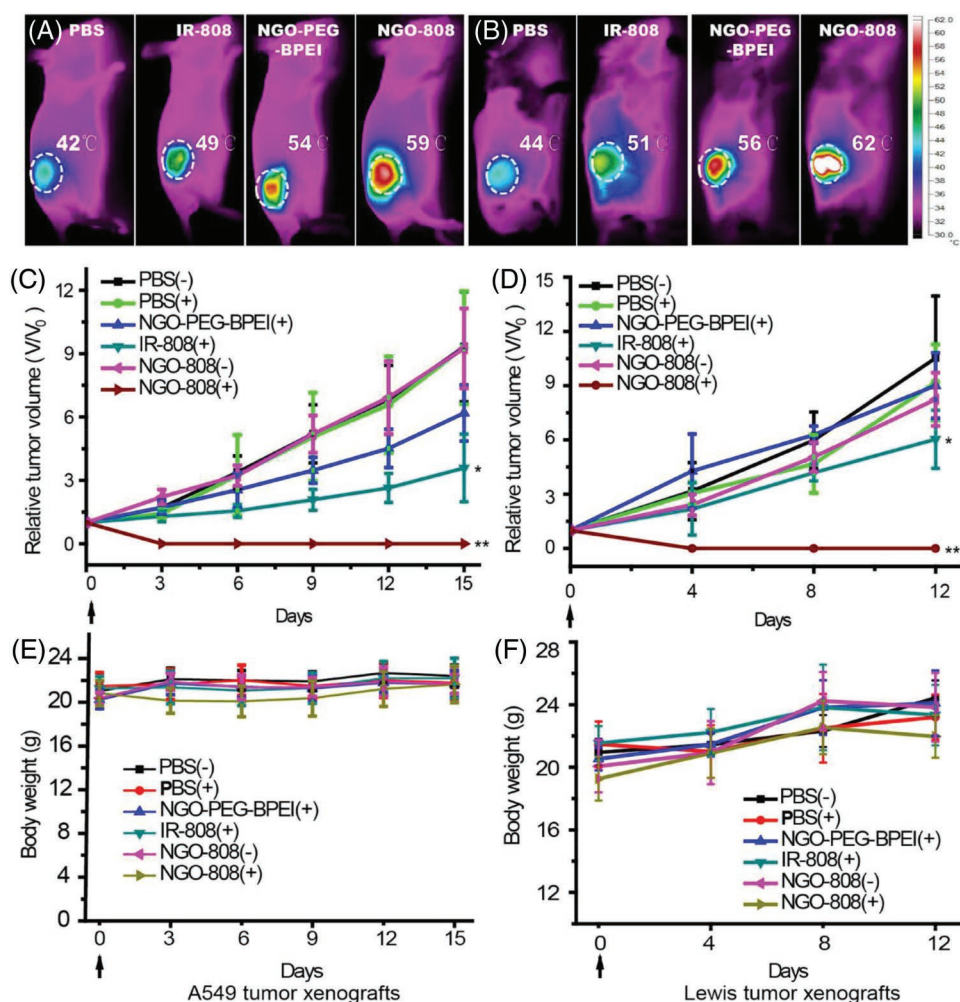 (A)
PBS
IR-808
NGO-PEG
-BPEI
NGO-808
(B)
PBS
IR-808
NGO-PEG
-BPEI
NGO-808
42℃
49℃
54℃
59℃
44℃
51℃
56℃
62℃
62.0
60
58
56
54
52
50
48
46
44
42
40
38
36
34
32
30.0
°C
(C)
Relative tumor volume (V/V₀)
12
9
6
3
0
PBS(-)
PBS(+)
NGO-PEG-BPEI(+)
IR-808(+)
NGO-808(-)
NGO-808(+)
*
**
0 3 6 9 12 15
Days
(D)
Relative tumor volume (V/V₀)
15
12
9
6
3
0
PBS(-)
PBS(+)
NGO-PEG-BPEI(+)
IR-808(+)
NGO-808(-)
NGO-808(+)
*
**
0 4 8 12
Days
(E)
Body weight (g)
24
22
20
18
16
14
12
10
8
6
4
2
0
PBS(-)
PBS(+)
NGO-PEG-BPEI(+)
IR-808(+)
NGO-808(-)
NGO-808(+)
0 3 6 9 12 15
Days
A549 tumor xenografts
(F)
Body weight (g)
28
24
20
16
12
PBS(-)
PBS(+)
NGO-PEG-BPEI(+)
IR-808(+)
NGO-808(-)
NGO-808(+)
0 4 8 12
Days
Lewis tumor xenografts